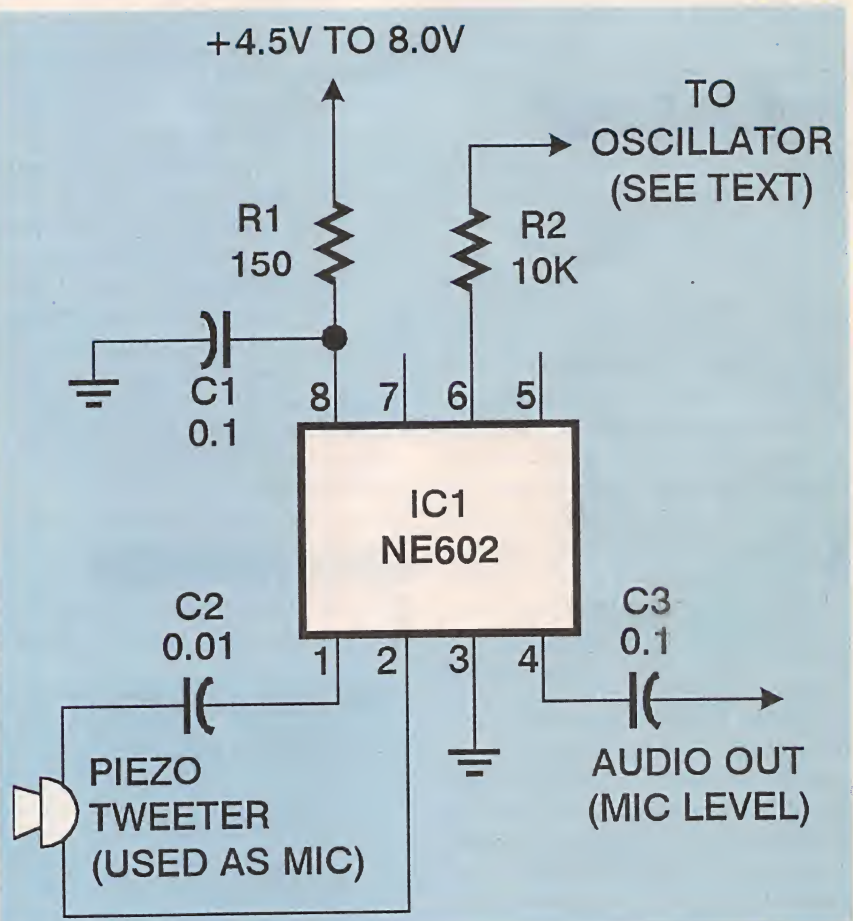 +4.5V TO 8.0V
TO
OSCILLATOR
(SEE TEXT)
R1
150
R2
10K
C1
0.1
8
7
6
5
IC1
NE602
C2
0.01
C3
0.1
1
2
3
4
PIEZO
TWEETER
(USED AS MIC)
AUDIO OUT
(MIC LEVEL)